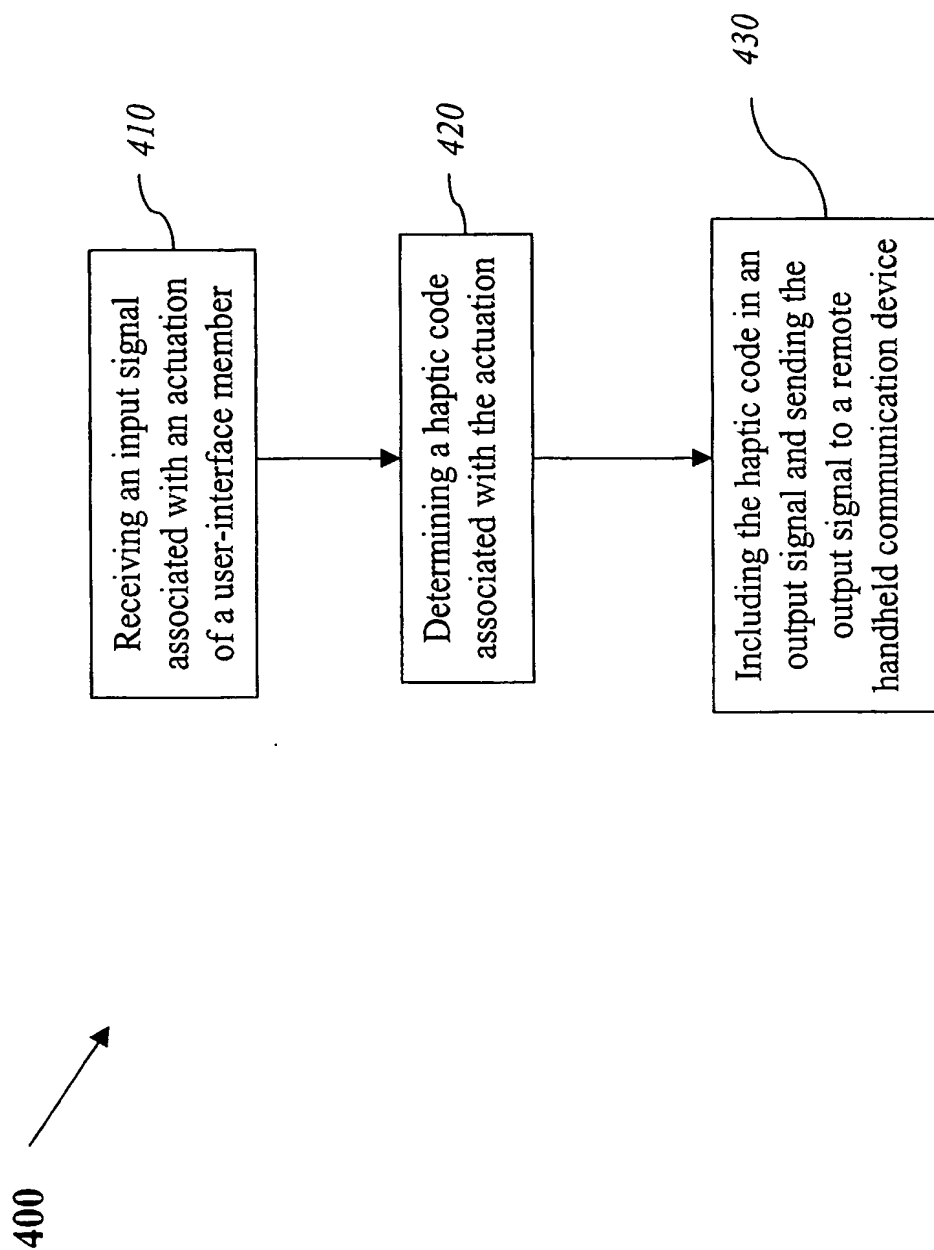 400
Receiving an input signal
associated with an actuation
of a user-interface member
410
Determining a haptic code
associated with the actuation
420
Including the haptic code in an
output signal and sending the
output signal to a remote
handheld communication device
430